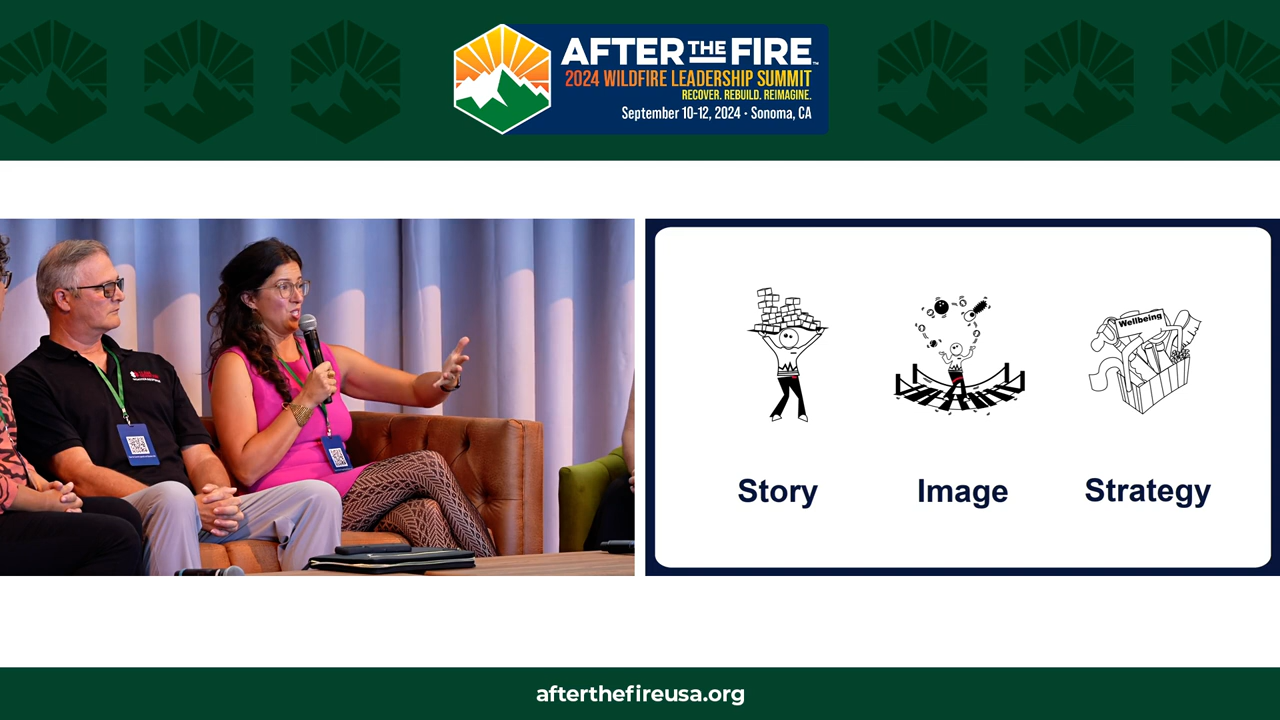 AFTER THE FIRE™
2024 WILDFIRE LEADERSHIP SUMMIT
RECOVER. REBUILD. REIMAGINE.
September 10-12, 2024 · Sonoma, CA
Wellbeing
Story
Image
Strategy
afterthefireusa.org